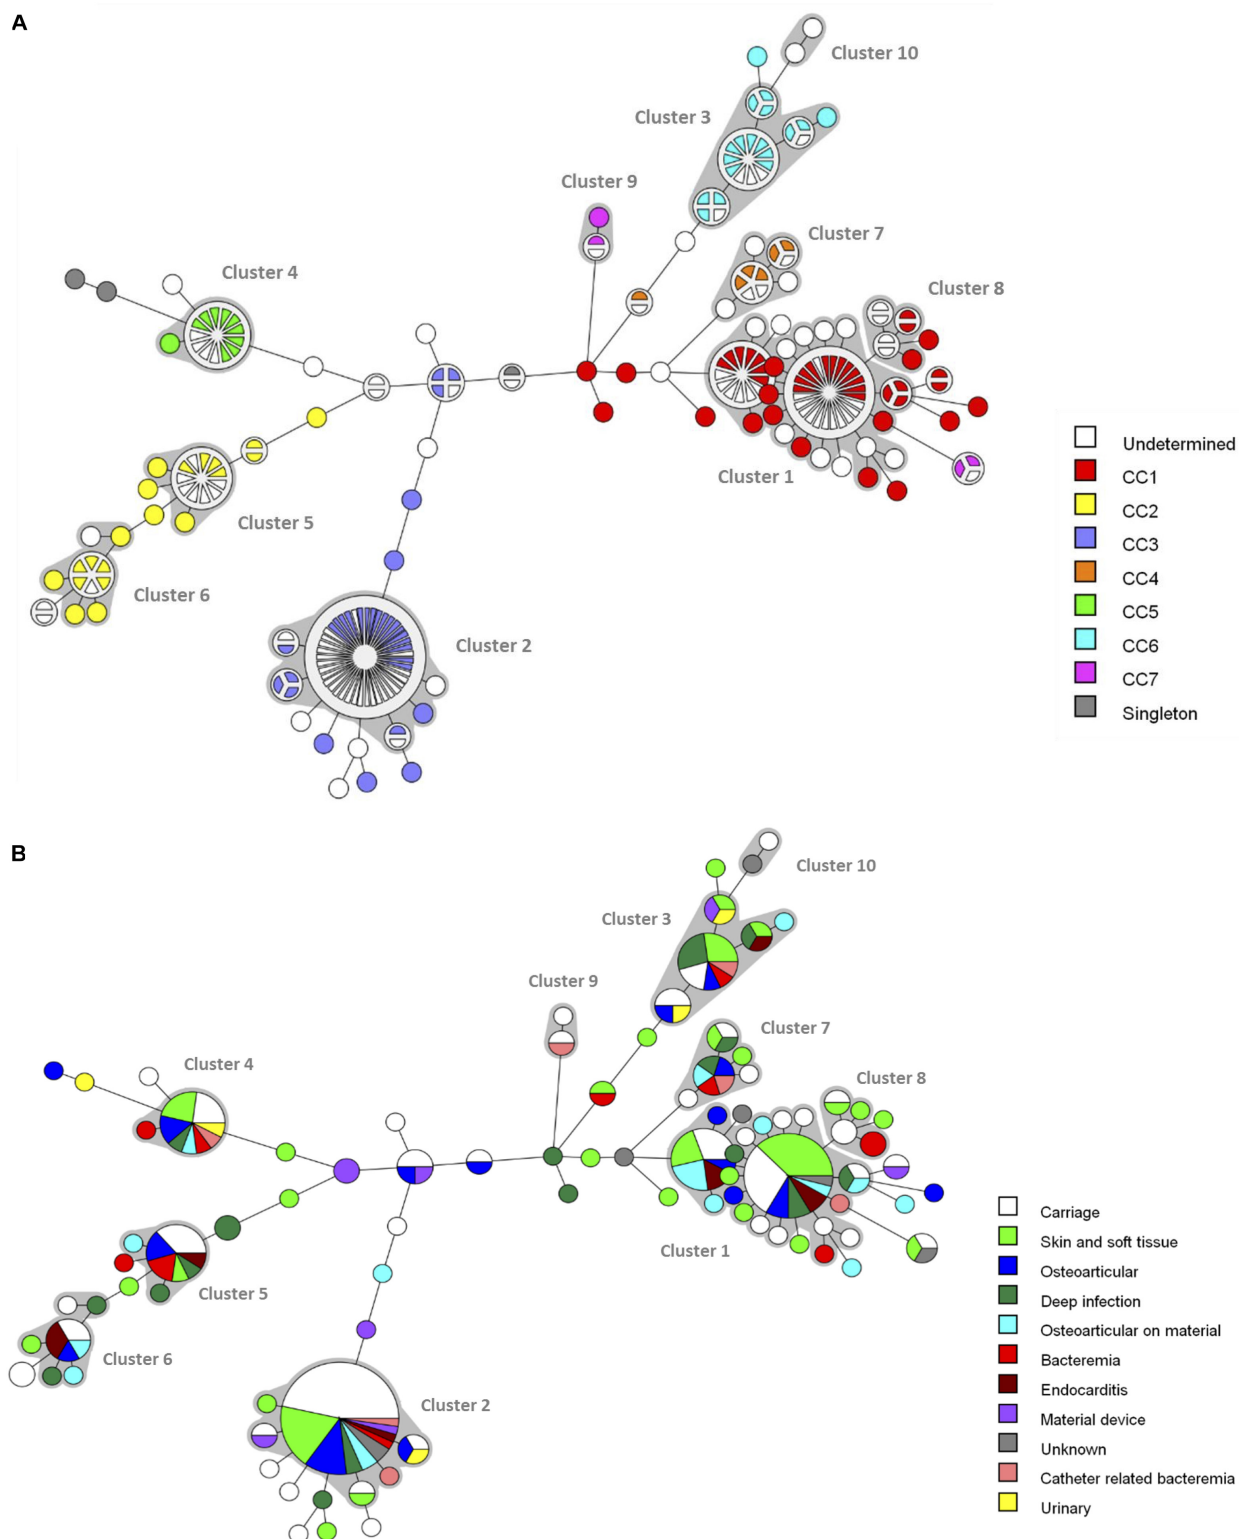 A
Cluster 10
Cluster 3
Cluster 9
Cluster 7
Cluster 4
Cluster 8
Cluster 1
Cluster 5
Cluster 6
Cluster 2
Undetermined
CC1
CC2
CC3
CC4
CC5
CC6
CC7
Singleton
B
Cluster 10
Cluster 3
Cluster 9
Cluster 7
Cluster 4
Cluster 8
Cluster 1
Cluster 5
Cluster 6
Cluster 2
Carriage
Skin and soft tissue
Osteoarticular
Deep infection
Osteoarticular on material
Bacteremia
Endocarditis
Material device
Unknown
Catheter related bacteremia
Urinary